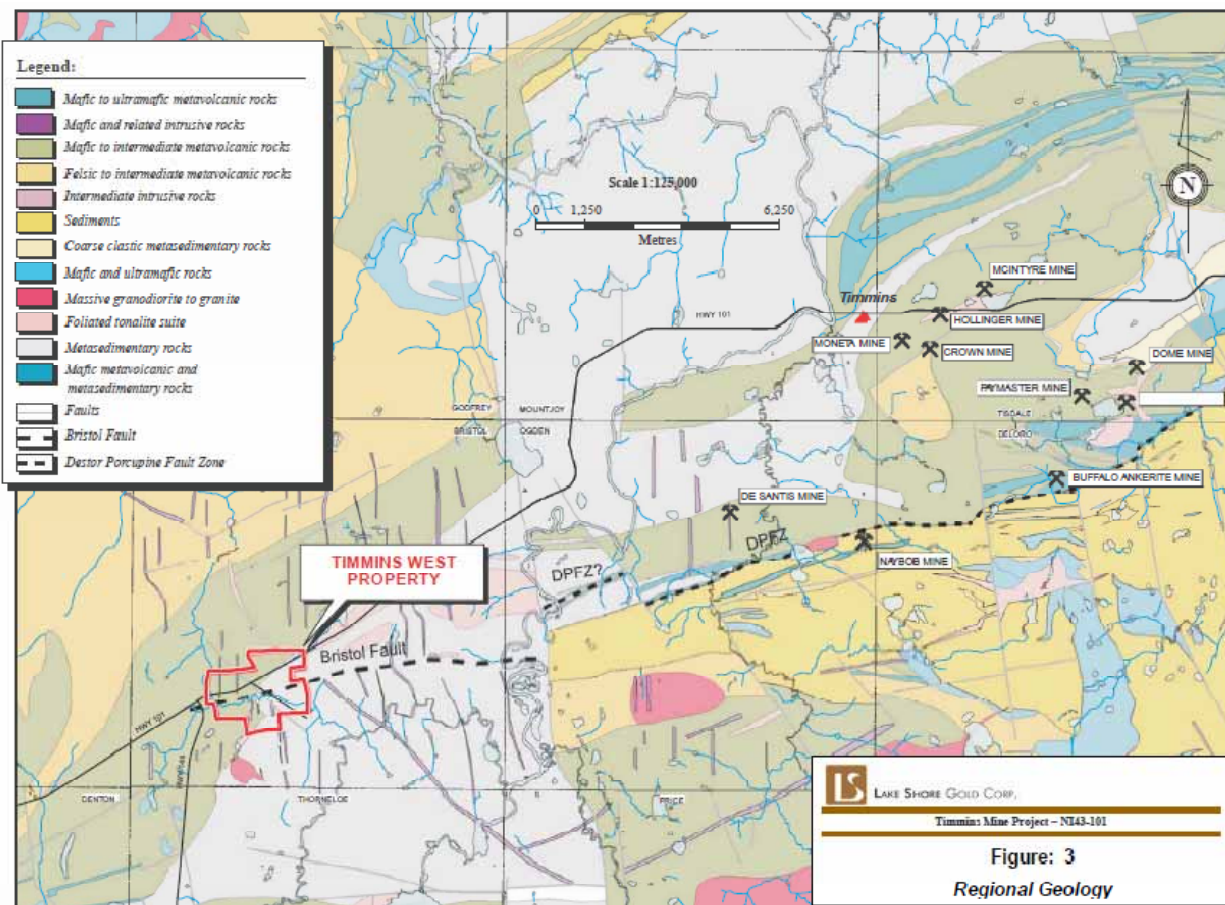 Legend:
Mafic to ultramafic metavolcanic rocks
Mafic and related intrusive rocks
Mafic to intermediate metavolcanic rocks
Felsic to intermediate metavolcanic rocks
Intermediate intrusive rocks
Sediments
Coarse clastic metasedimentary rocks
Mafic and ultramafic rocks
Massive granodiorite to granite
Foliated tonalite suite
Metasedimentary rocks
Mafic metavolcanic and
metasedimentary rocks
Faults
Bristol Fault
Destor Porcupine Fault Zone
Scale 1:125,000
0 1,250 6,250
Metres
N
MCINTYRE MINE
Timmins
HWY 101
HOLLINGER MINE
MONETA MINE
CROWN MINE
DOME MINE
PAYMASTER MINE
GODFREY
MOUNTJOY
TISDALE
BRISTOL
OGDEN
DELORO
BUFFALO ANKERITE MINE
DE SANTIS MINE
DPFZ
NAYBOB MINE
TIMMINS WEST
PROPERTY
DPFZ?
Bristol Fault
HWY 101
DENTON
THORNELOE
PRICE
LS
LAKE SHORE GOLD CORP.
Timmins Mine Project – NI43-101
Figure: 3
Regional Geology